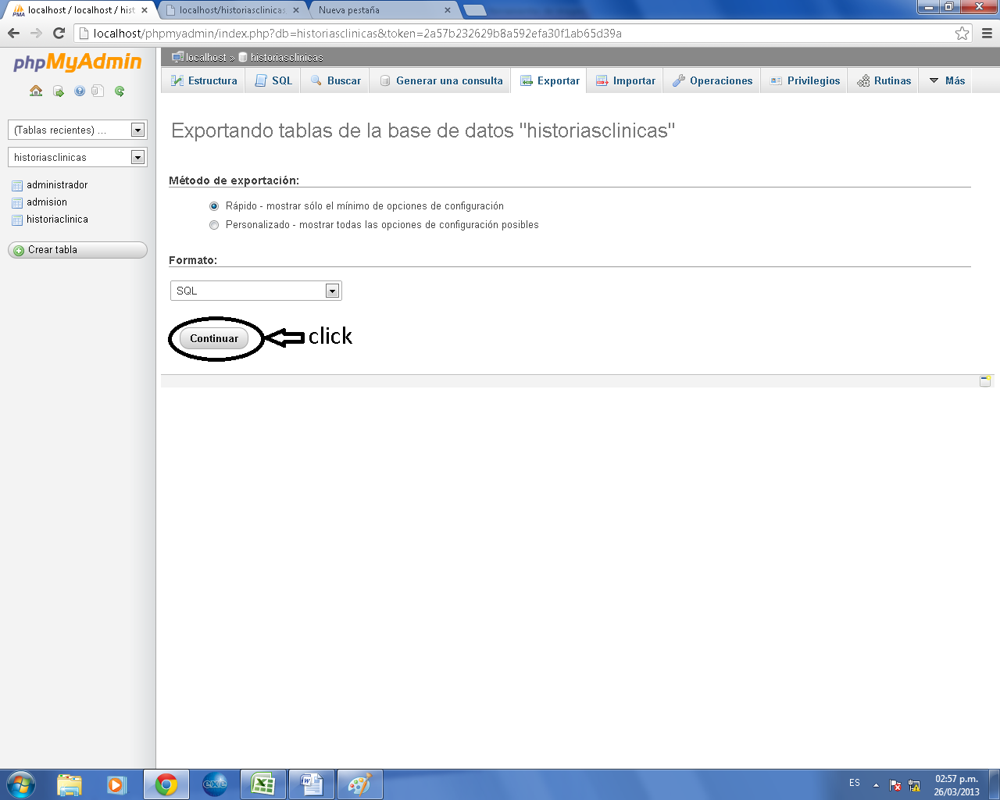 localhost / localhost / hist
localhost/historiasclinicas
Nueva pestaña
localhost/phpmyadmin/index.php?db=historiasclinicas&token=2a57b232629b8a592efa30f1ab65d39a
phpMyAdmin
localhost » historiasclinicas
Estructura SQL Buscar Generar una consulta Exportar Importar Operaciones Privilegios Rutinas Más
(Tablas recientes) ...
historiasclinicas
administrador
admision
historiaclinica
Crear tabla
Exportando tablas de la base de datos "historiasclinicas"
Método de exportación:
Rápido - mostrar sólo el mínimo de opciones de configuración
Personalizado - mostrar todas las opciones de configuración posibles
Formato:
SQL
Continuar click
ES
02:57 p.m.
26/03/2013